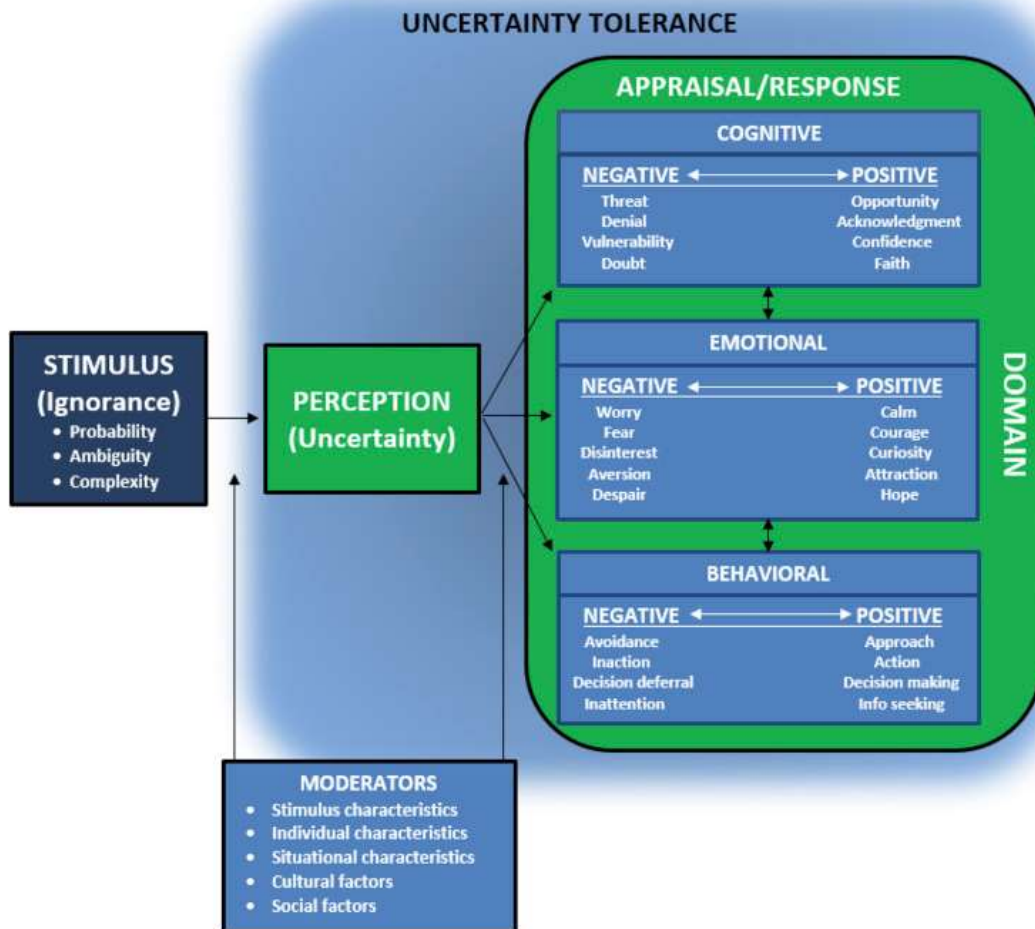 UNCERTAINTY TOLERANCE
APPRAISAL/RESPONSE
COGNITIVE
NEGATIVE POSITIVE
Threat Opportunity
Denial Acknowledgment
Vulnerability Confidence
Doubt Faith
EMOTIONAL
NEGATIVE POSITIVE
Worry Calm
Fear Courage
Disinterest Curiosity
Aversion Attraction
Despair Hope
BEHAVIORAL
NEGATIVE POSITIVE
Avoidance Approach
Inaction Action
Decision deferral Decision making
Inattention Info seeking
DOMAIN
STIMULUS
(Ignorance)
• Probability
• Ambiguity
• Complexity
PERCEPTION
(Uncertainty)
MODERATORS
• Stimulus characteristics
• Individual characteristics
• Situational characteristics
• Cultural factors
• Social factors